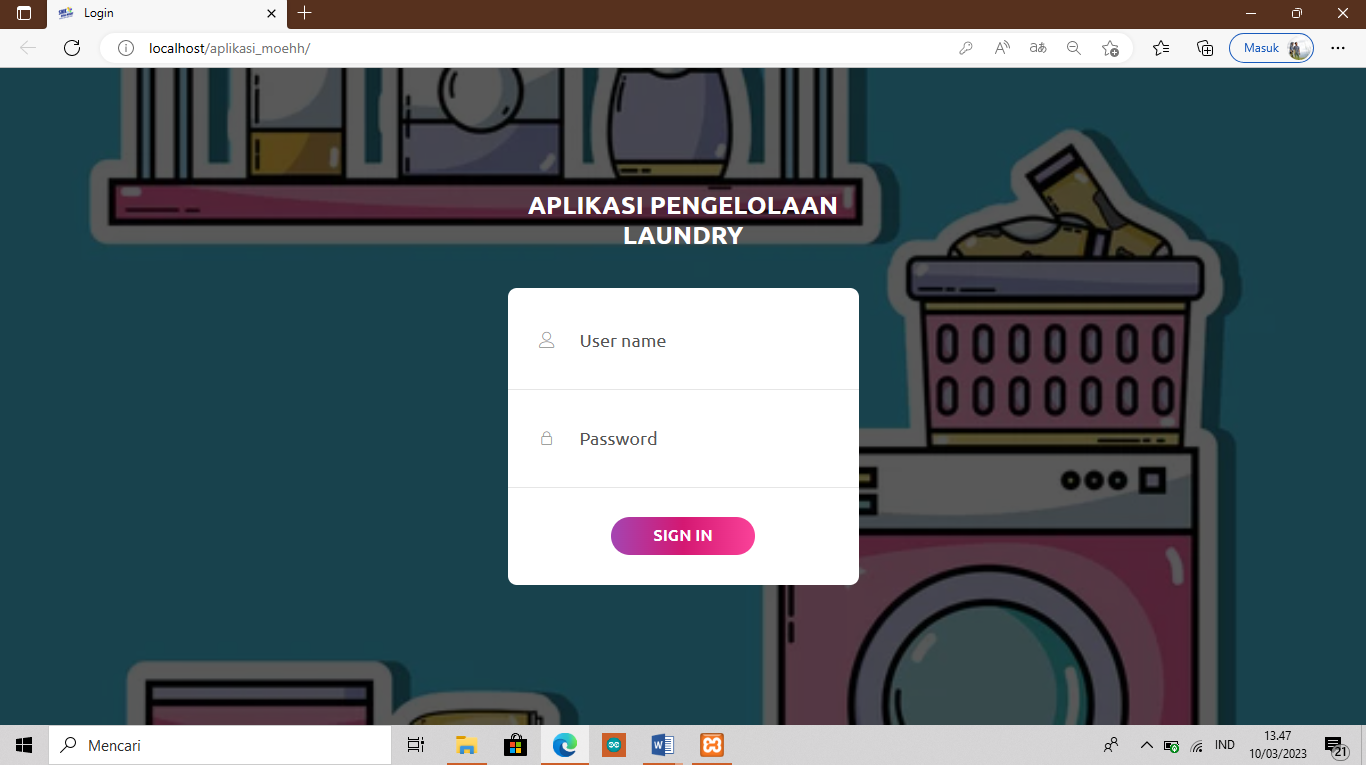 Login
localhost/aplikasi_moehh/
Masuk
APLIKASI PENGELOLAAN
LAUNDRY
User name
Password
SIGN IN
Mencari
IND
13.47
10/03/2023
21